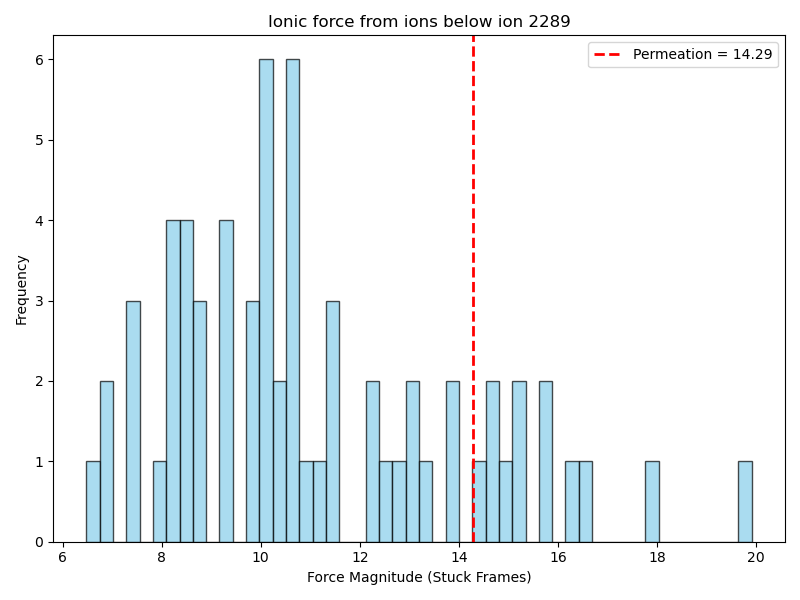 Ionic force from ions below ion 2289
Permeation = 14.29
Frequency
6
5
4
3
2
1
0
6 8 10 12 14 16 18 20
Force Magnitude (Stuck Frames)